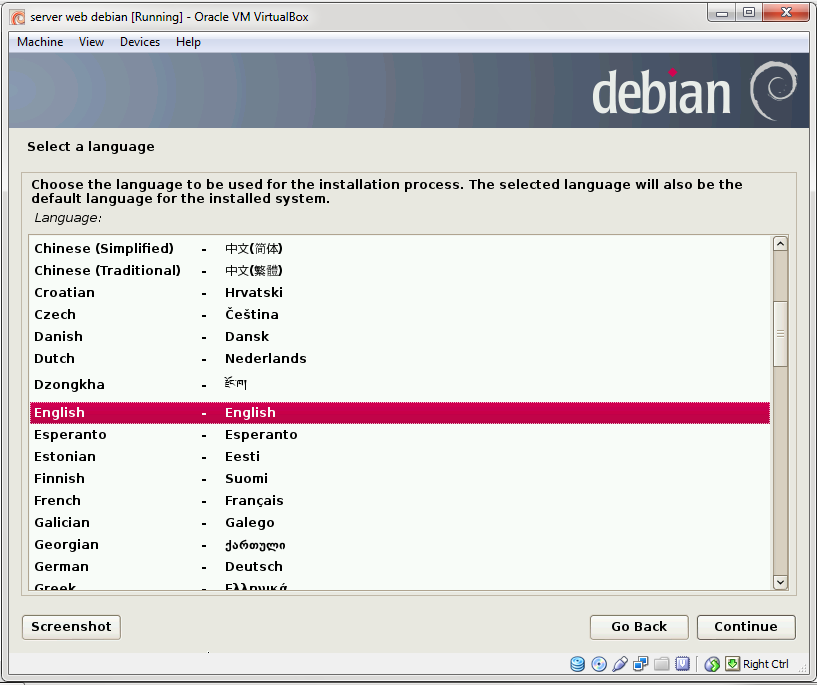 server web debian [Running] - Oracle VM VirtualBox
Machine View Devices Help
debian
Select a language
Choose the language to be used for the installation process. The selected language will also be the
default language for the installed system.
Language:
Chinese (Simplified) - 中文(简体)
Chinese (Traditional) - 中文(繁體)
Croatian - Hrvatski
Czech - Čeština
Danish - Dansk
Dutch - Nederlands
Dzongkha - རྫོང་ཁ།
English - English
Esperanto - Esperanto
Estonian - Eesti
Finnish - Suomi
French - Français
Galician - Galego
Georgian - ქართული
German - Deutsch
Greek - Ελληνικά
Screenshot Go Back Continue
Right Ctrl